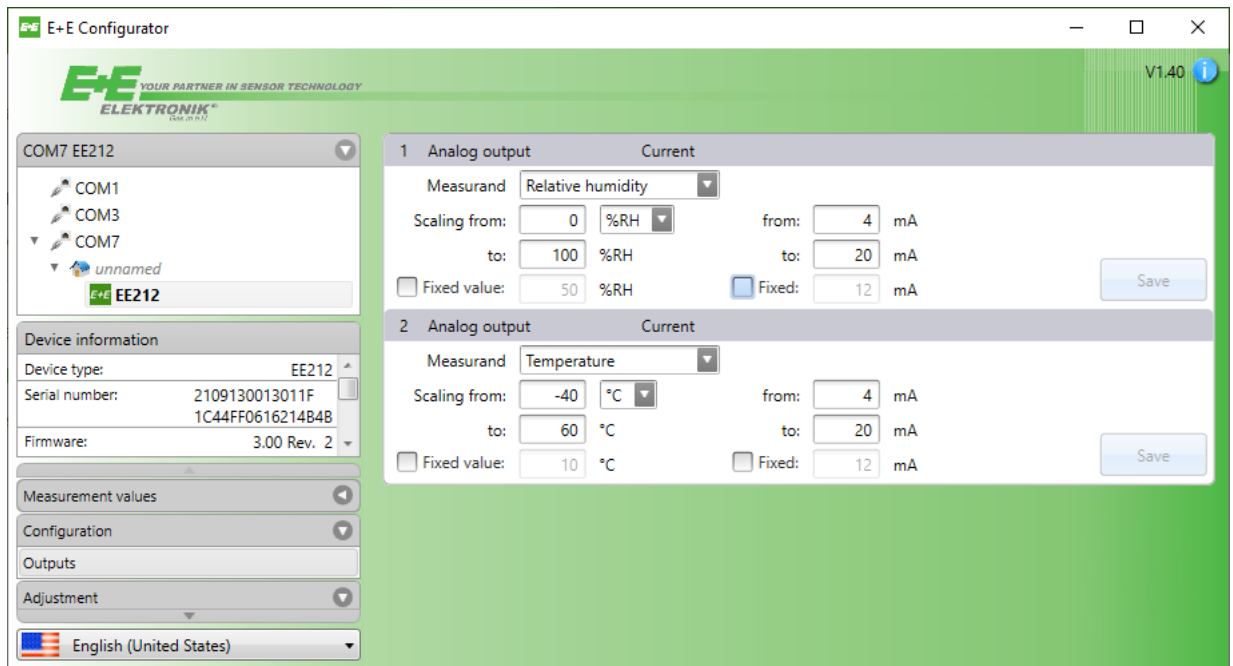 E+E E+E Configurator
E+E YOUR PARTNER IN SENSOR TECHNOLOGY
ELEKTRONIK®
V1.40 i
COM7 EE212
COM1
COM3
COM7
unnamed
E+E EE212
Device information
Device type: EE212
Serial number: 2109130013011F
1C44FF0616214B4B
Firmware: 3.00 Rev. 2
Measurement values
Configuration
Outputs
Adjustment
English (United States)
1 Analog output Current
Measurand Relative humidity
Scaling from: 0 %RH from: 4 mA
to: 100 %RH to: 20 mA
Fixed value: 50 %RH Fixed: 12 mA
Save
2 Analog output Current
Measurand Temperature
Scaling from: -40 °C from: 4 mA
to: 60 °C to: 20 mA
Fixed value: 10 °C Fixed: 12 mA
Save